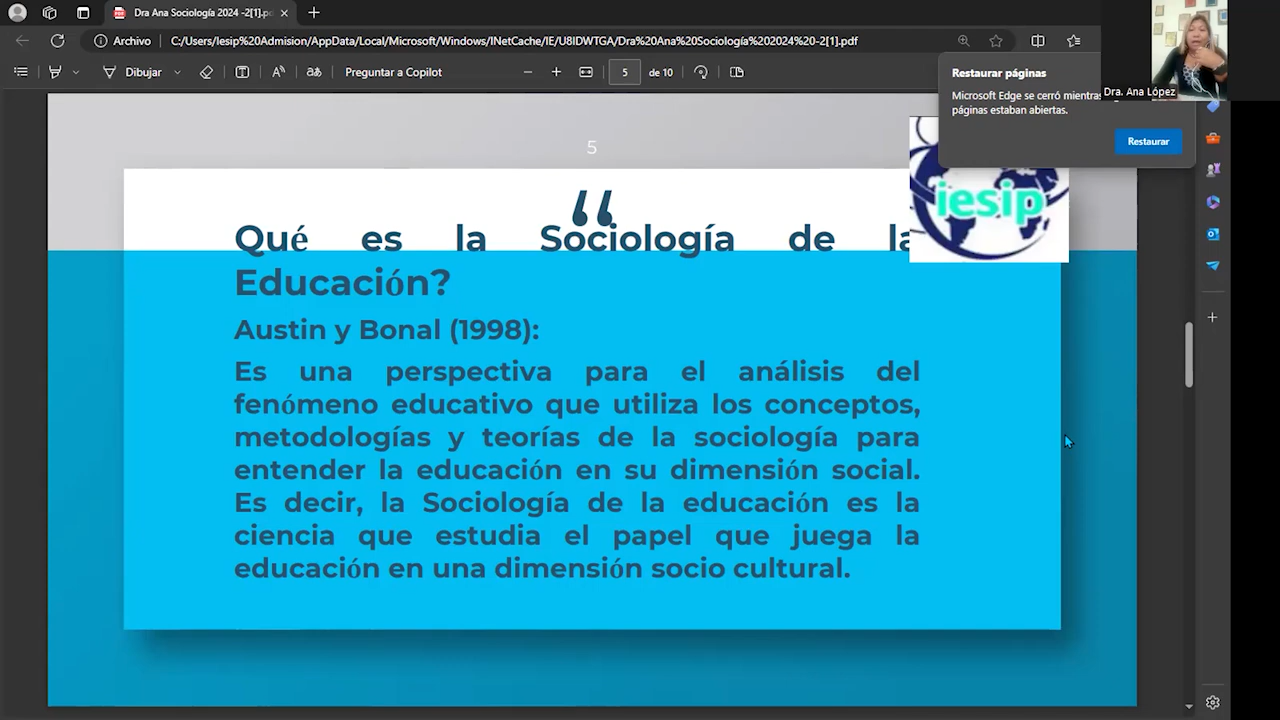 Dra Ana Sociología 2024 -2[1].pd
Archivo
C:/Users/Iesip%20Admision/AppData/Local/Microsoft/Windows/INetCache/IE/U8IDWTGA/Dra%20Ana%20Sociología%202024%20-2[1].pdf
Dibujar
Preguntar a Copilot
5
de 10
Restaurar páginas
Microsoft Edge se cerró mientras
páginas estaban abiertas.
Restaurar
Dra. Ana López
5
“
iesip
Qué es la Sociología de la
Educación?
Austin y Bonal (1998):
Es una perspectiva para el análisis del
fenómeno educativo que utiliza los conceptos,
metodologías y teorías de la sociología para
entender la educación en su dimensión social.
Es decir, la Sociología de la educación es la
ciencia que estudia el papel que juega la
educación en una dimensión socio cultural.